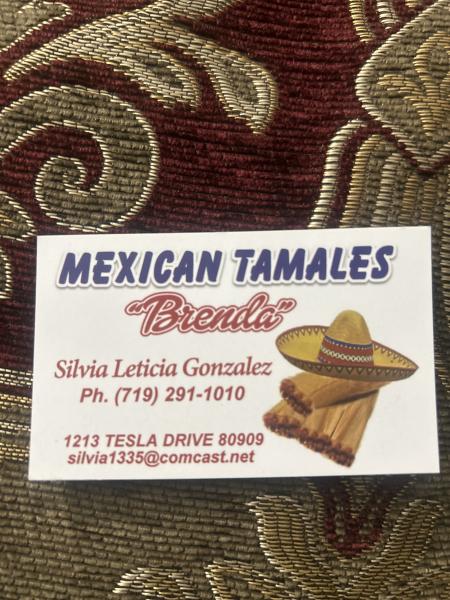 MEXICAN TAMALES
"Brenda"
Silvia Leticia Gonzalez
Ph. (719) 291-1010
1213 TESLA DRIVE 80909
silvia1335@comcast.net